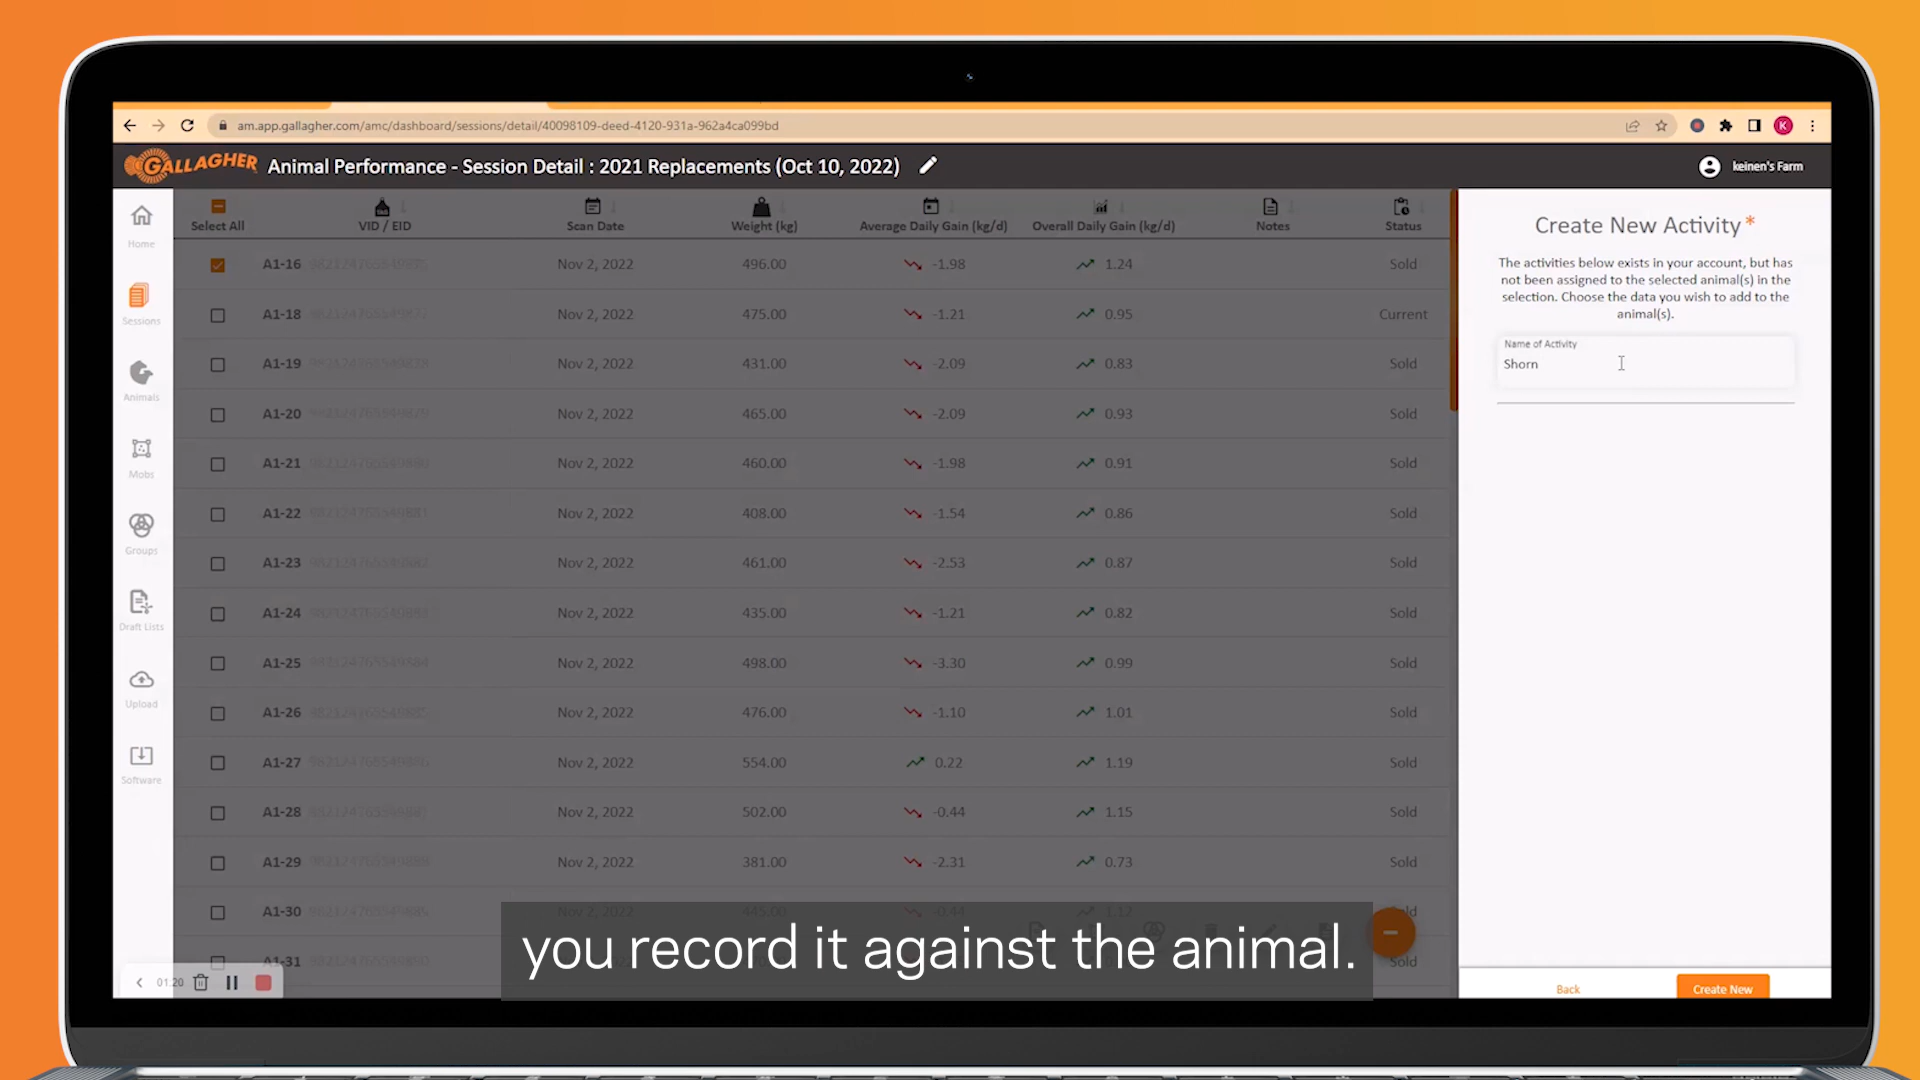 am.app.gallagher.com/amc/dashboard/sessions/detail/40098109-deed-4120-931a-962a4ca099bd
K
GALLAGHER
Animal Performance - Session Detail : 2021 Replacements (Oct 10, 2022)
keinen's Farm
Home
Sessions
Animals
Mobs
Groups
Draft Lists
Upload
Software
Select All VID / EID Scan Date Weight (kg) Average Daily Gain (kg/d) Overall Daily Gain (kg/d) Notes Status
A1-16 Nov 2, 2022 496.00 -1.98 1.24 Sold
A1-18 Nov 2, 2022 475.00 -1.21 0.95 Current
A1-19 Nov 2, 2022 431.00 -2.09 0.83 Sold
A1-20 Nov 2, 2022 465.00 -2.09 0.93 Sold
A1-21 Nov 2, 2022 460.00 -1.98 0.91 Sold
A1-22 Nov 2, 2022 408.00 -1.54 0.86 Sold
A1-23 Nov 2, 2022 461.00 -2.53 0.87 Sold
A1-24 Nov 2, 2022 435.00 -1.21 0.82 Sold
A1-25 Nov 2, 2022 498.00 -3.30 0.99 Sold
A1-26 Nov 2, 2022 476.00 -1.10 1.01 Sold
A1-27 Nov 2, 2022 554.00 0.22 1.19 Sold
A1-28 Nov 2, 2022 502.00 -0.44 1.15 Sold
A1-29 Nov 2, 2022 381.00 -2.31 0.73 Sold
A1-30 Nov 2, 2022 445.00 -0.44 1.12
A1-31 Sold
01:20
Create New Activity *
The activities below exists in your account, but has
not been assigned to the selected animal(s) in the
selection. Choose the data you wish to add to the
animal(s).
Name of Activity
Shorn
Back
Create New
you record it against the animal.